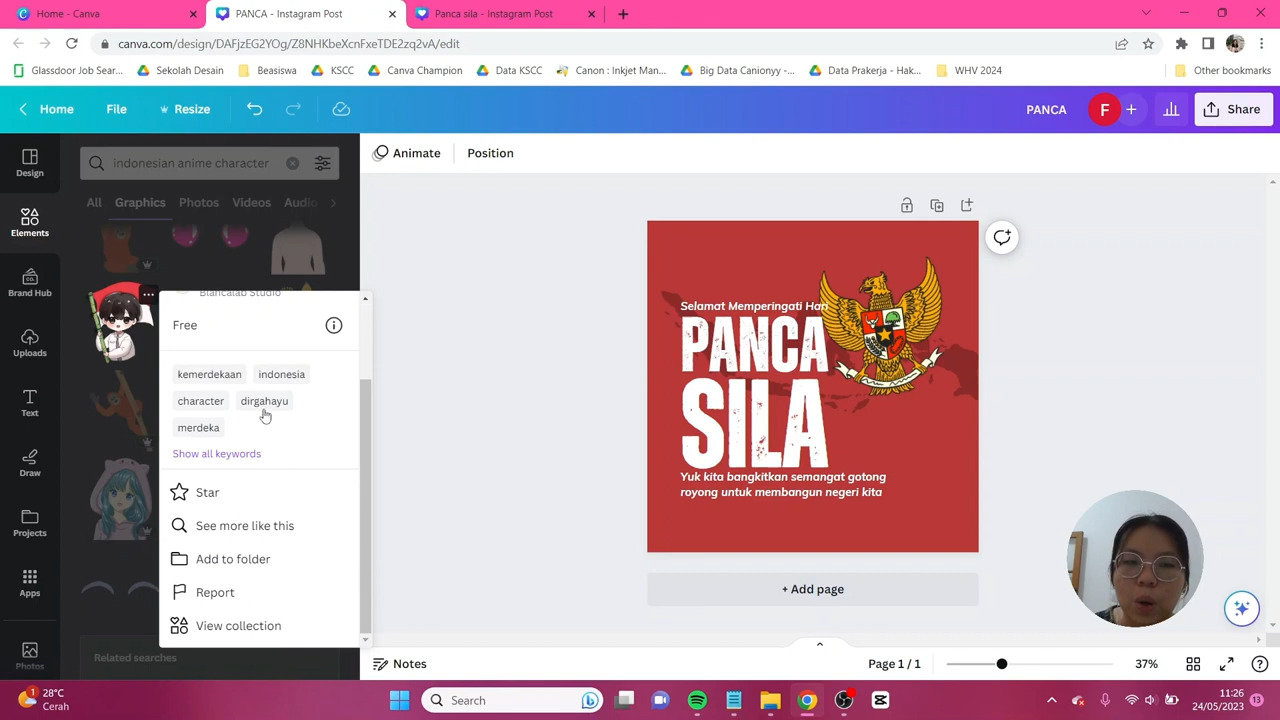 Home - Canva
PANCA - Instagram Post
Panca sila - Instagram Post
canva.com/design/DAFjzEG2YOg/Z8NHKbeXcnFxeTDE2zq2vA/edit
Glassdoor Job Sear...
Sekolah Desain
Beasiswa
KSCC
Canva Champion
Data KSCC
Canon : Inkjet Man...
Big Data Canionyy -...
Data Prakerja - Hak...
WHV 2024
Other bookmarks
Home
File
Resize
PANCA
F
Share
Design
Elements
Brand Hub
Uploads
Text
Draw
Projects
Apps
Photos
indonesian anime character
All
Graphics
Photos
Videos
Audio
Blancalab Studio
Free
kemerdekaan
indonesia
character
dirgahayu
merdeka
Show all keywords
Star
See more like this
Add to folder
Report
View collection
Related searches
Animate
Position
Selamat Memperingati Hari
PANCA
SILA
Yuk kita bangkitkan semangat gotong
royong untuk membangun negeri kita
+ Add page
Notes
Page 1 / 1
37%
1
28°C
Cerah
Search
11:26
24/05/2023
13